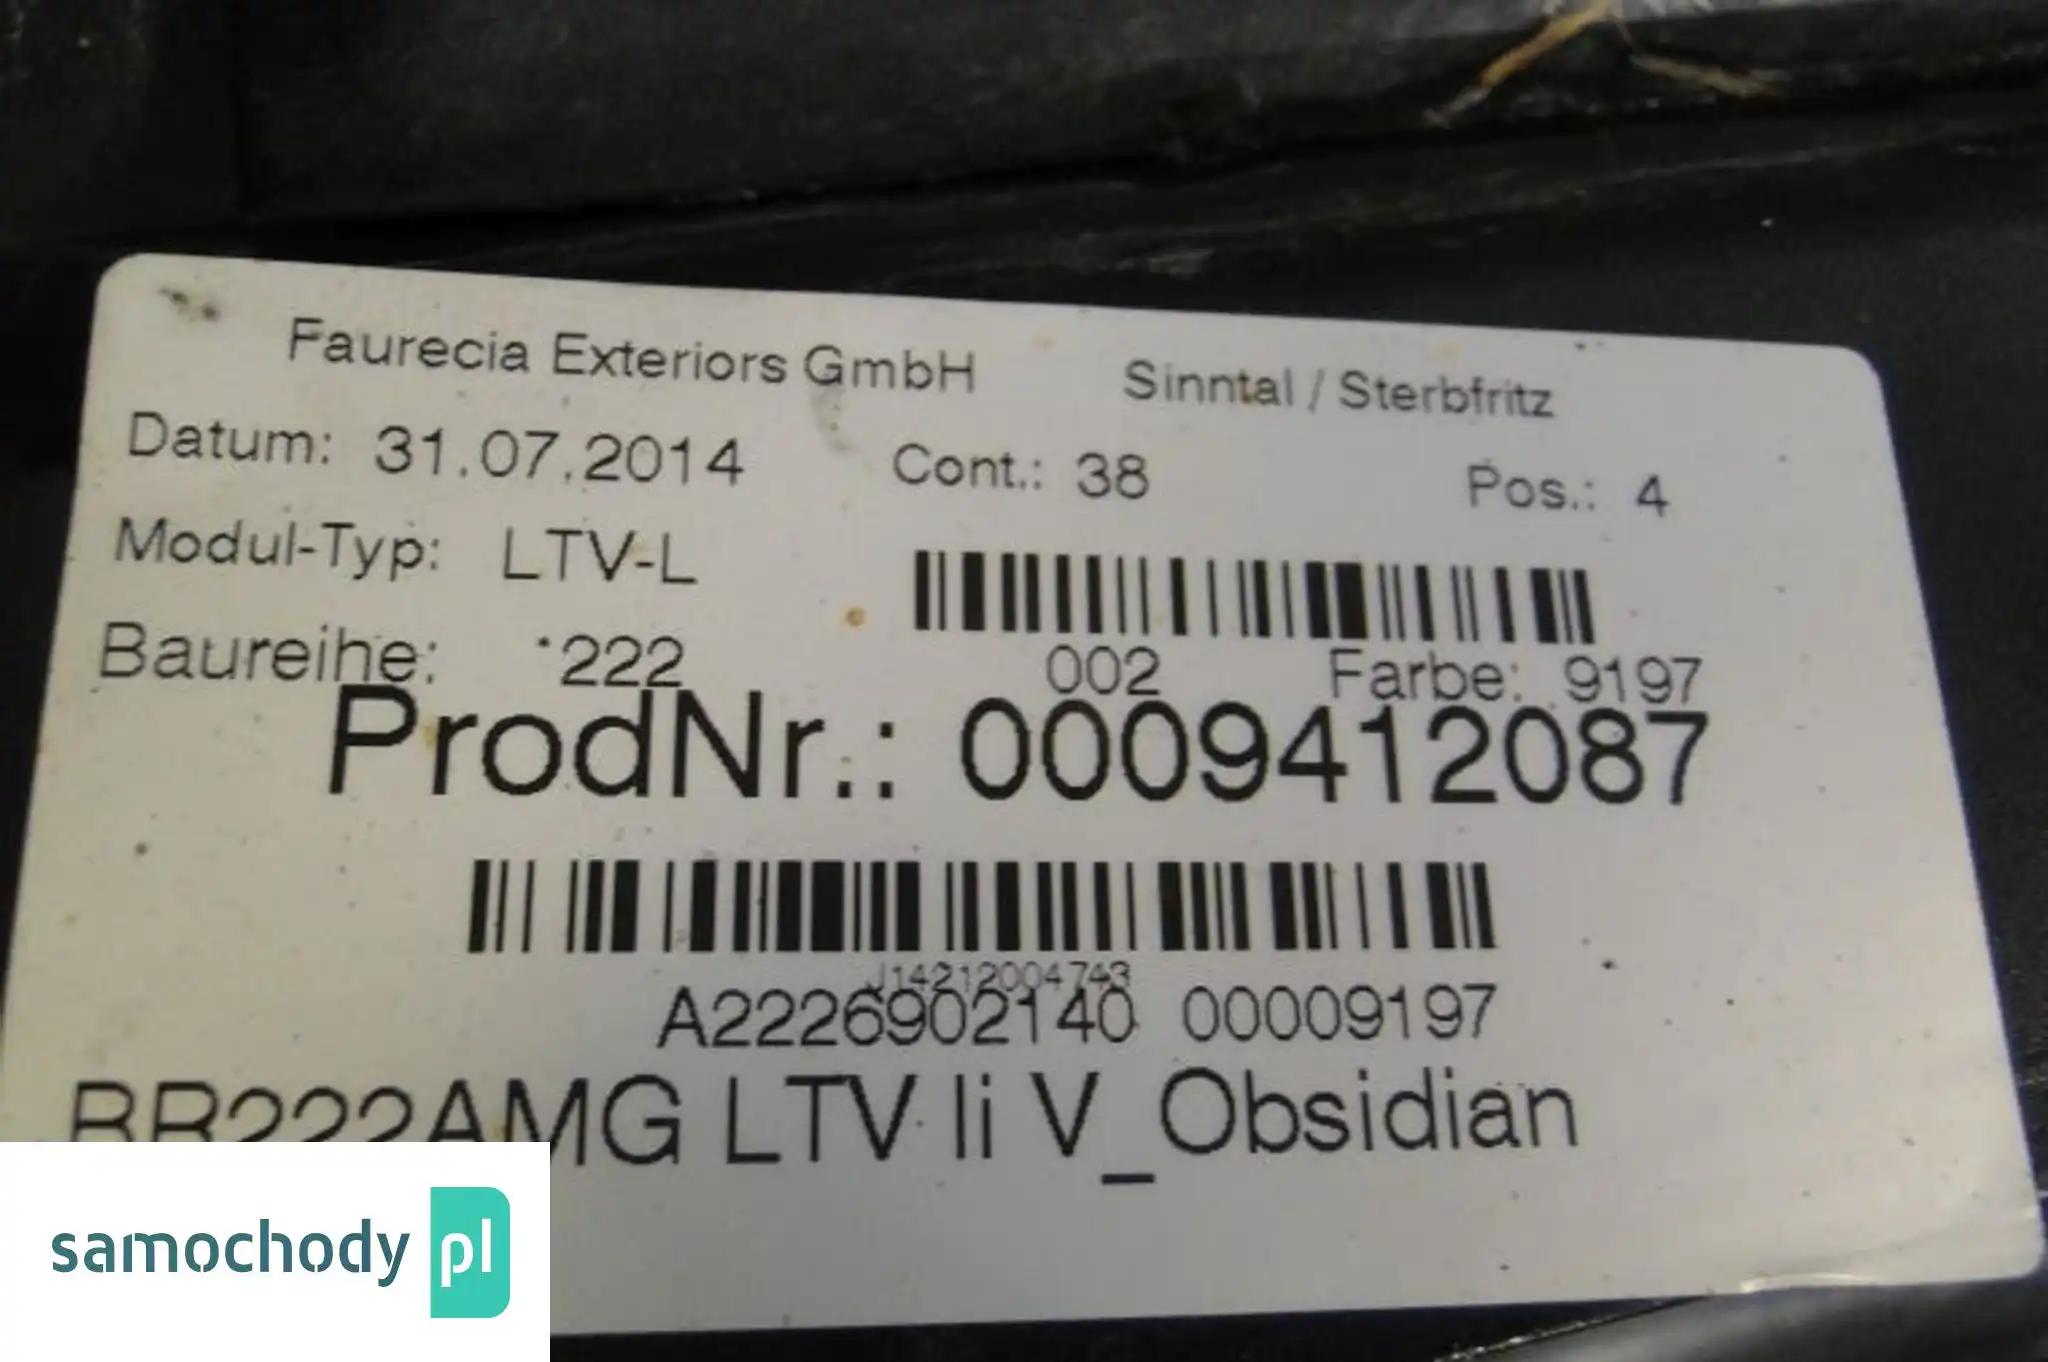 Faurecia Exteriors GmbH Sinntal / Sterbfritz
Datum: 31.07.2014 Cont.: 38 Pos.: 4
Modul-Typ: LTV-L
Baureihe: 222 002 Farbe: 9197
ProdNr.: 0009412087
J14212004743
A2226902140 00009197
BR222AMG LTV li V_Obsidian
samochody pl